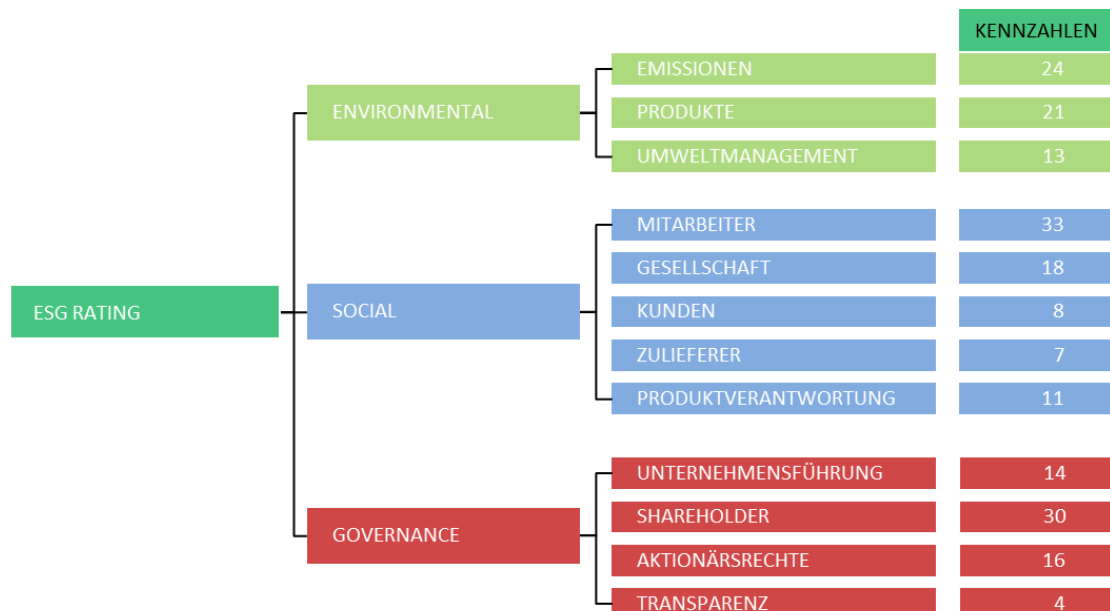 KENNZAHLEN
EMISSIONEN 24
ENVIRONMENTAL
PRODUKTE 21
UMWELTMANAGEMENT 13
MITARBEITER 33
GESELLSCHAFT 18
ESG RATING
SOCIAL
KUNDEN 8
ZULIEFERER 7
PRODUKTVERANTWORTUNG 11
UNTERNEHMENSFÜHRUNG 14
SHAREHOLDER 30
GOVERNANCE
AKTIONÄRSRECHTE 16
TRANSPARENZ 4